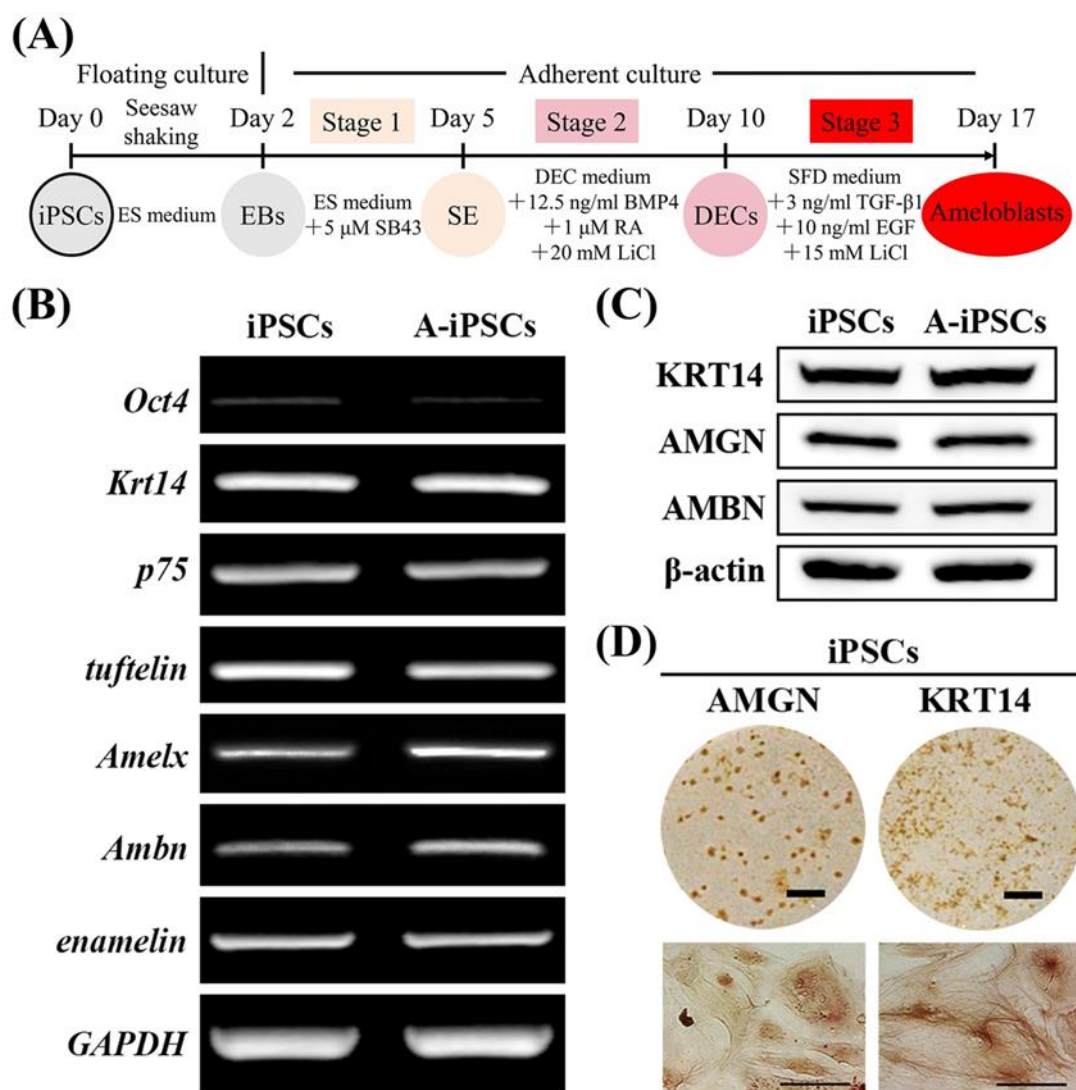 (A)
Floating culture
Adherent culture
Seesaw
shaking
Day 0
Day 2
Stage 1
Day 5
Stage 2
Day 10
Stage 3
Day 17
iPSCs
ES medium
EBs
ES medium
+5 μM SB43
SE
DEC medium
+12.5 ng/ml BMP4
+1 μM RA
+20 mM LiCl
DECs
SFD medium
+3 ng/ml TGF-β1
+10 ng/ml EGF
+15 mM LiCl
Ameloblasts
(B)
iPSCs A-iPSCs
Oct4
Krt14
p75
tuftelin
Amelx
Ambn
enamelin
GAPDH
(C)
iPSCs A-iPSCs
KRT14
AMGN
AMBN
β-actin
(D)
iPSCs
AMGN KRT14